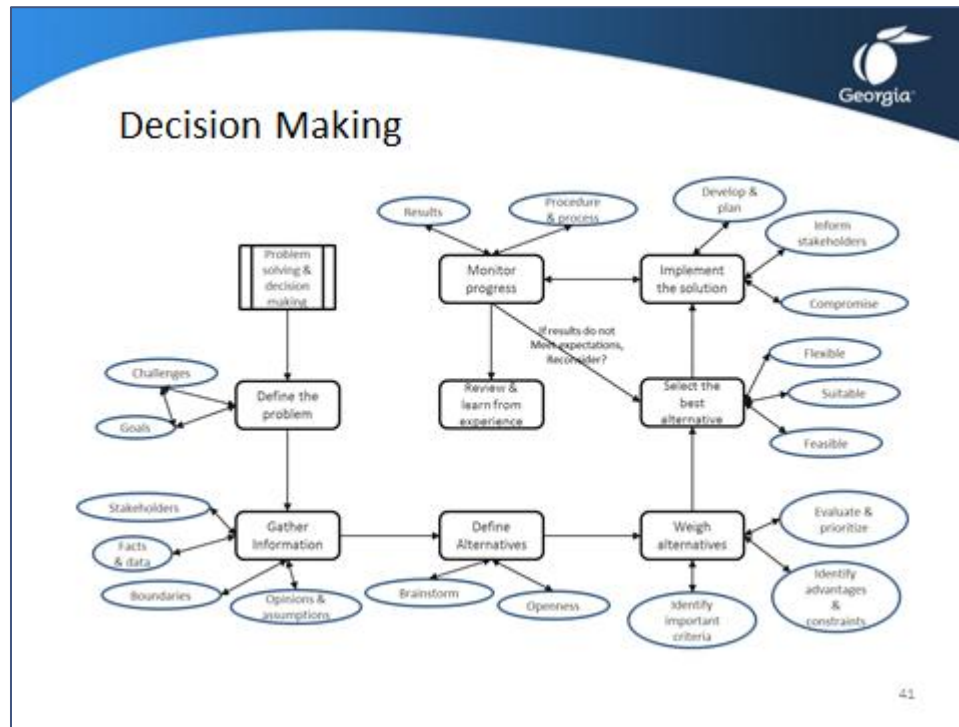 Georgia
Decision Making
Results
Procedure
& process
Develop &
plan
Inform
stakeholders
Compromise
Problem
solving &
decision
making
Monitor
progress
Implement
the solution
If results do not
Meet expectations,
Reconsider?
Challenges
Goals
Define the
problem
Review &
learn from
experience
Select the
best
alternative
Flexible
Suitable
Feasible
Stakeholders
Facts
& data
Boundaries
Opinions &
assumptions
Gather
Information
Define
Alternatives
Brainstorm
Openness
Weigh
alternatives
Evaluate &
prioritize
Identify
advantages
&
constraints
Identify
important
criteria
41